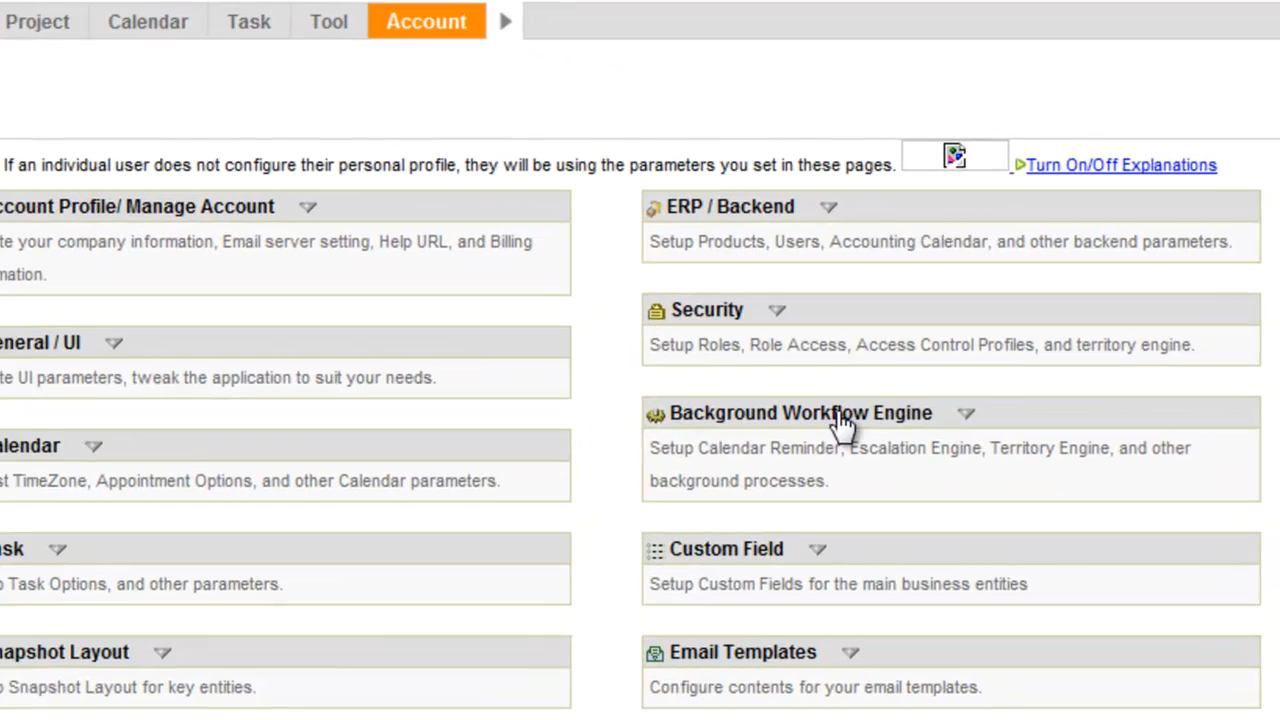 Project Calendar Task Tool Account
If an individual user does not configure their personal profile, they will be using the parameters you set in these pages. Turn On/Off Explanations
ccount Profile/ Manage Account
te your company information, Email server setting, Help URL, and Billing
mation.
eneral / UI
te UI parameters, tweak the application to suit your needs.
alendar
st TimeZone, Appointment Options, and other Calendar parameters.
ask
p Task Options, and other parameters.
napshot Layout
p Snapshot Layout for key entities.
ERP / Backend
Setup Products, Users, Accounting Calendar, and other backend parameters.
Security
Setup Roles, Role Access, Access Control Profiles, and territory engine.
Background Workflow Engine
Setup Calendar Reminder, Escalation Engine, Territory Engine, and other
background processes.
Custom Field
Setup Custom Fields for the main business entities
Email Templates
Configure contents for your email templates.